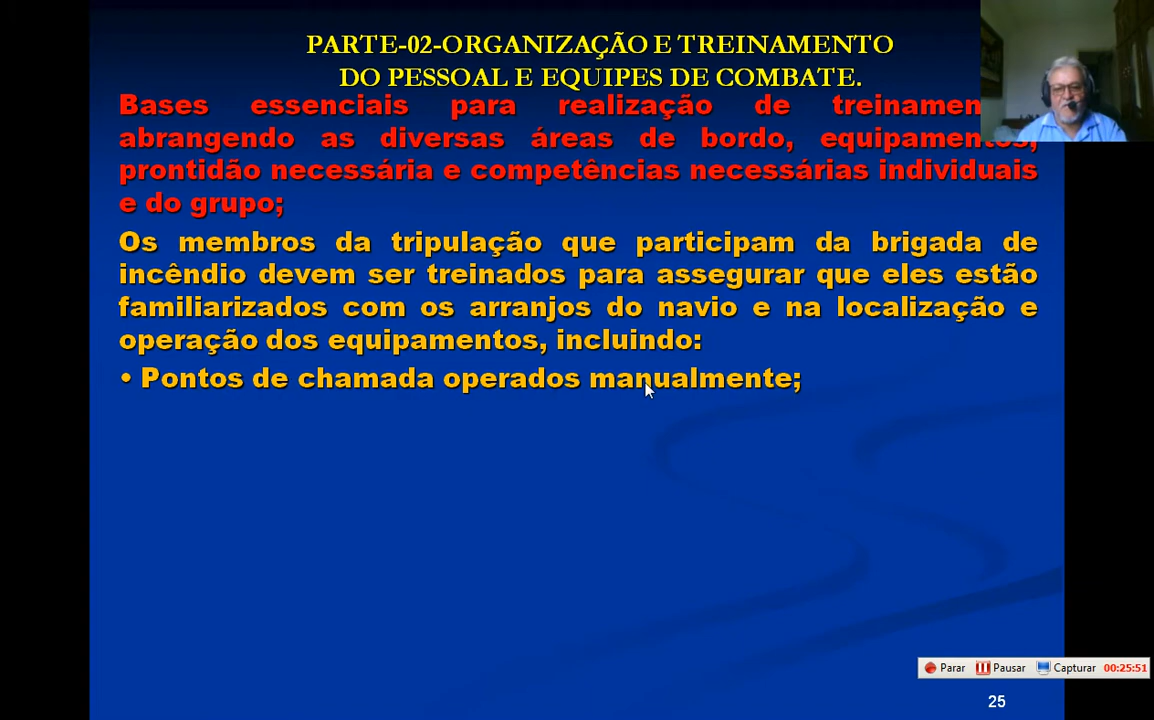 PARTE-02-ORGANIZAÇÃO E TREINAMENTO
DO PESSOAL E EQUIPES DE COMBATE.
Bases essenciais para realização de
abrangendo as diversas áreas de bordo,
prontidão necessária e competências necessárias individuais
e do grupo;
Os membros da tripulação que participam da brigada de
incêndio devem ser treinados para assegurar que eles estão
familiarizados com os arranjos do navio e na localização e
operação dos equipamentos, incluindo:
• Pontos de chamada operados manualmente;
Parar Pausar Capturar 00:25:51
25